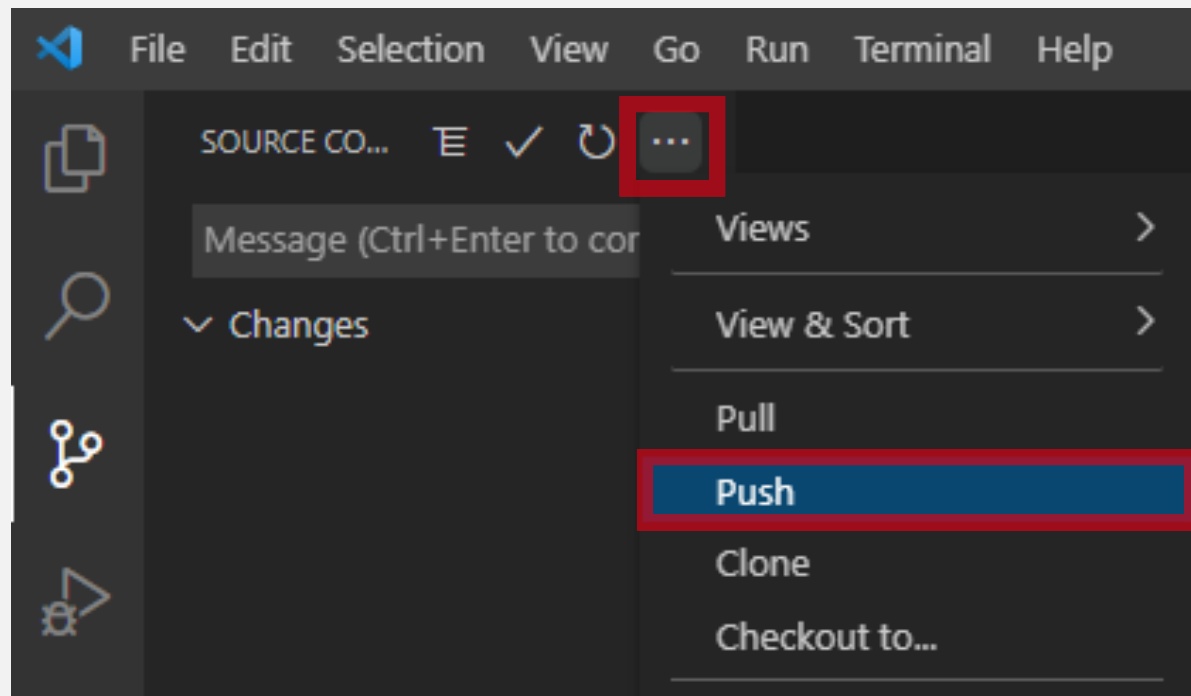 File Edit Selection View Go Run Terminal Help
SOURCE CO...
Message (Ctrl+Enter to cor
Changes
Views
View & Sort
Pull
Push
Clone
Checkout to...